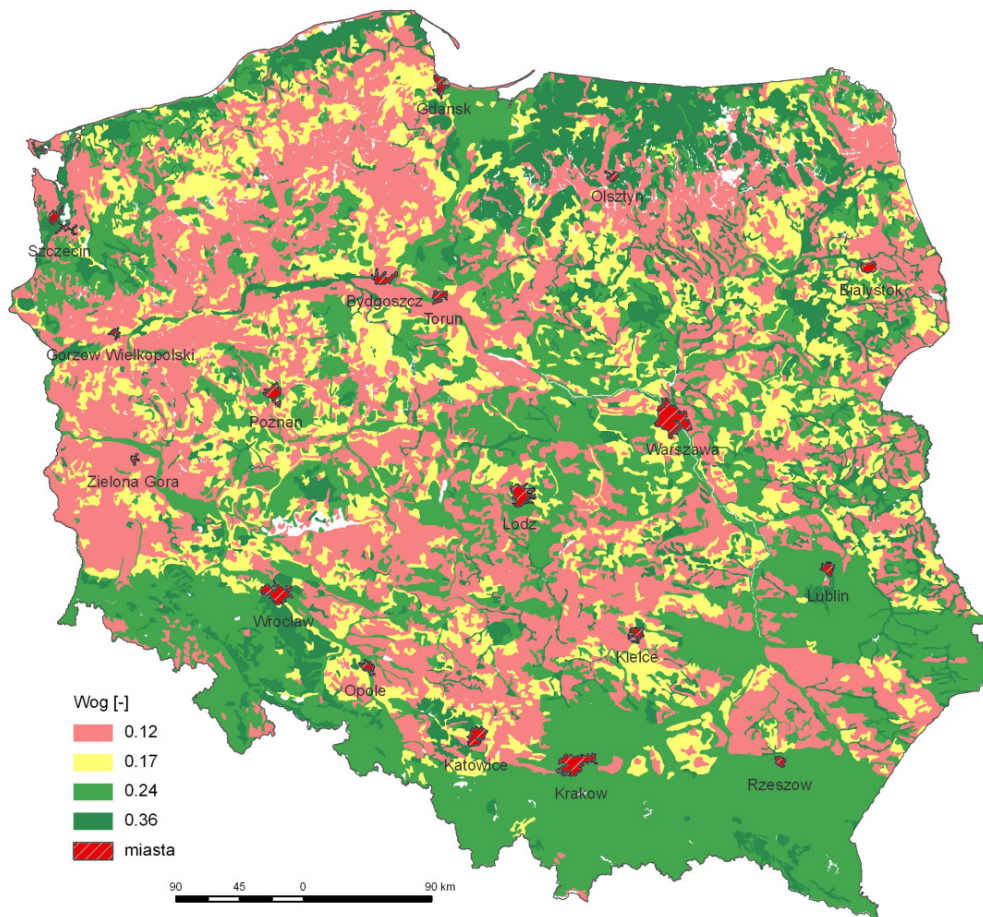 Gdansk
Olsztyn
Szczecin
Bialystok
Bydgoszcz
Torun
Gorzow Wielkopolski
Poznan
Warszawa
Zielona Gora
Lodz
Lublin
Wroclaw
Kielce
Opole
Katowice
Krakow
Rzeszow
Wog [-]
0.12
0.17
0.24
0.36
miasta
90 45 0 90 km